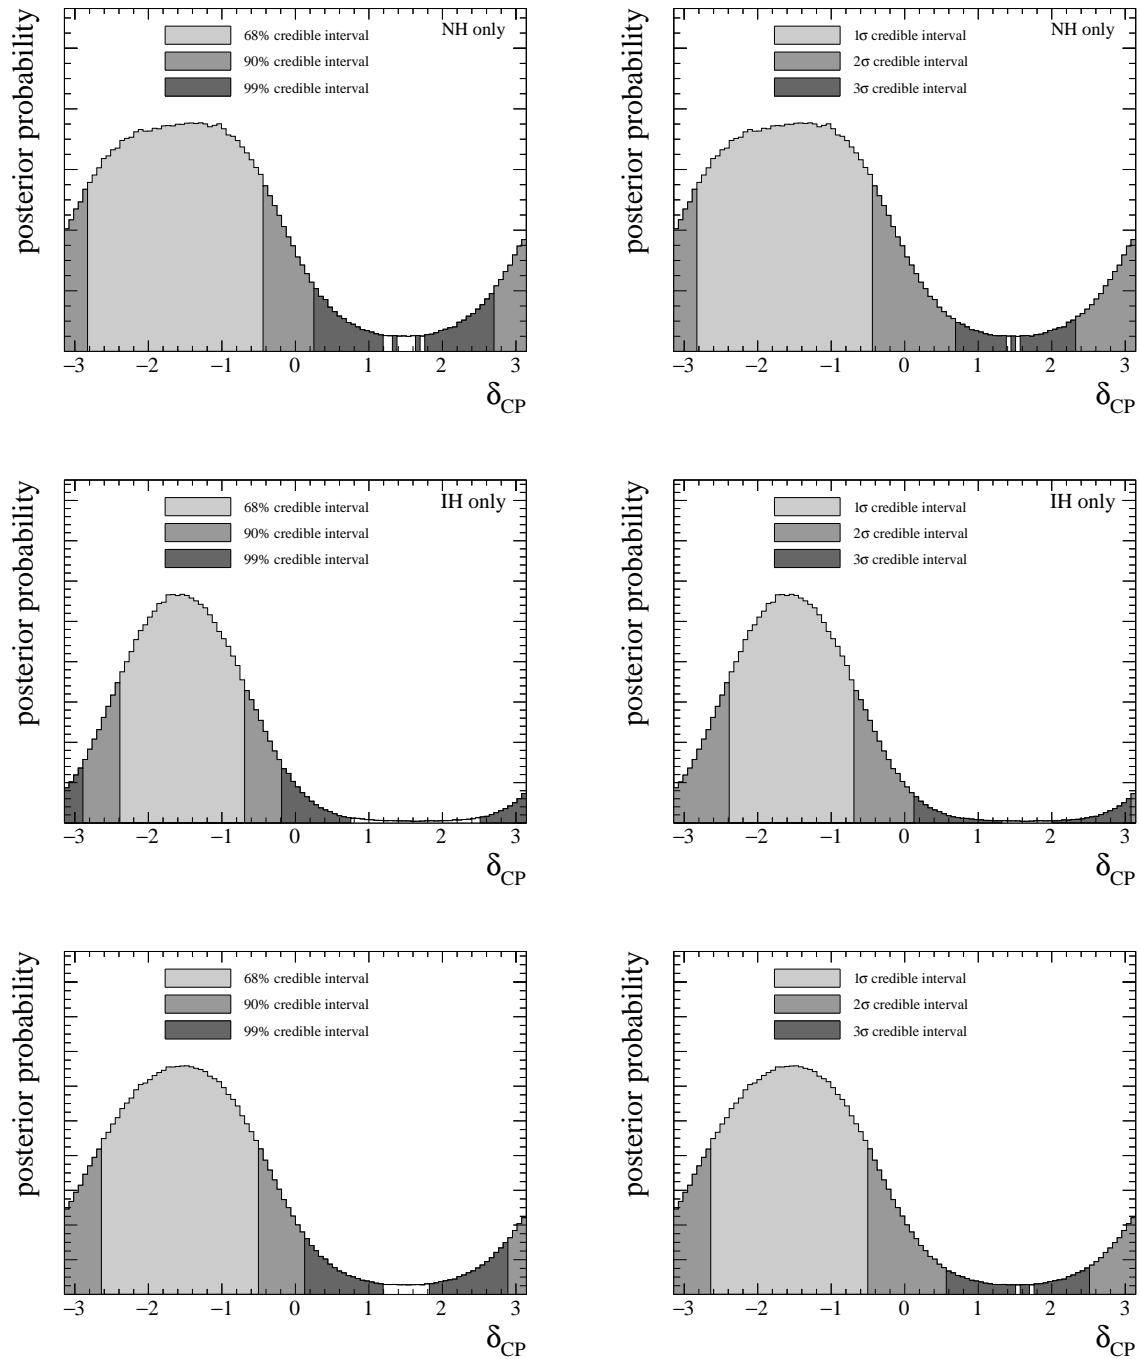 posterior probability
NH only
68% credible interval
90% credible interval
99% credible interval
−3 −2 −1 0 1 2 3
δCP
posterior probability
NH only
1σ credible interval
2σ credible interval
3σ credible interval
−3 −2 −1 0 1 2 3
δCP
posterior probability
IH only
68% credible interval
90% credible interval
99% credible interval
−3 −2 −1 0 1 2 3
δCP
posterior probability
IH only
1σ credible interval
2σ credible interval
3σ credible interval
−3 −2 −1 0 1 2 3
δCP
posterior probability
68% credible interval
90% credible interval
99% credible interval
−3 −2 −1 0 1 2 3
δCP
posterior probability
1σ credible interval
2σ credible interval
3σ credible interval
−3 −2 −1 0 1 2 3
δCP